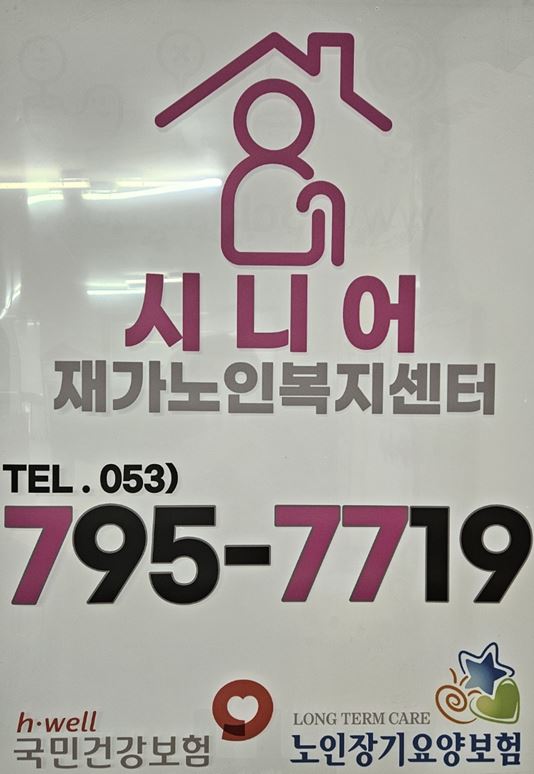 시니어
재가노인복지센터
TEL. 053)
795-7719
h·well
국민건강보험
LONG TERM CARE
노인장기요양보험